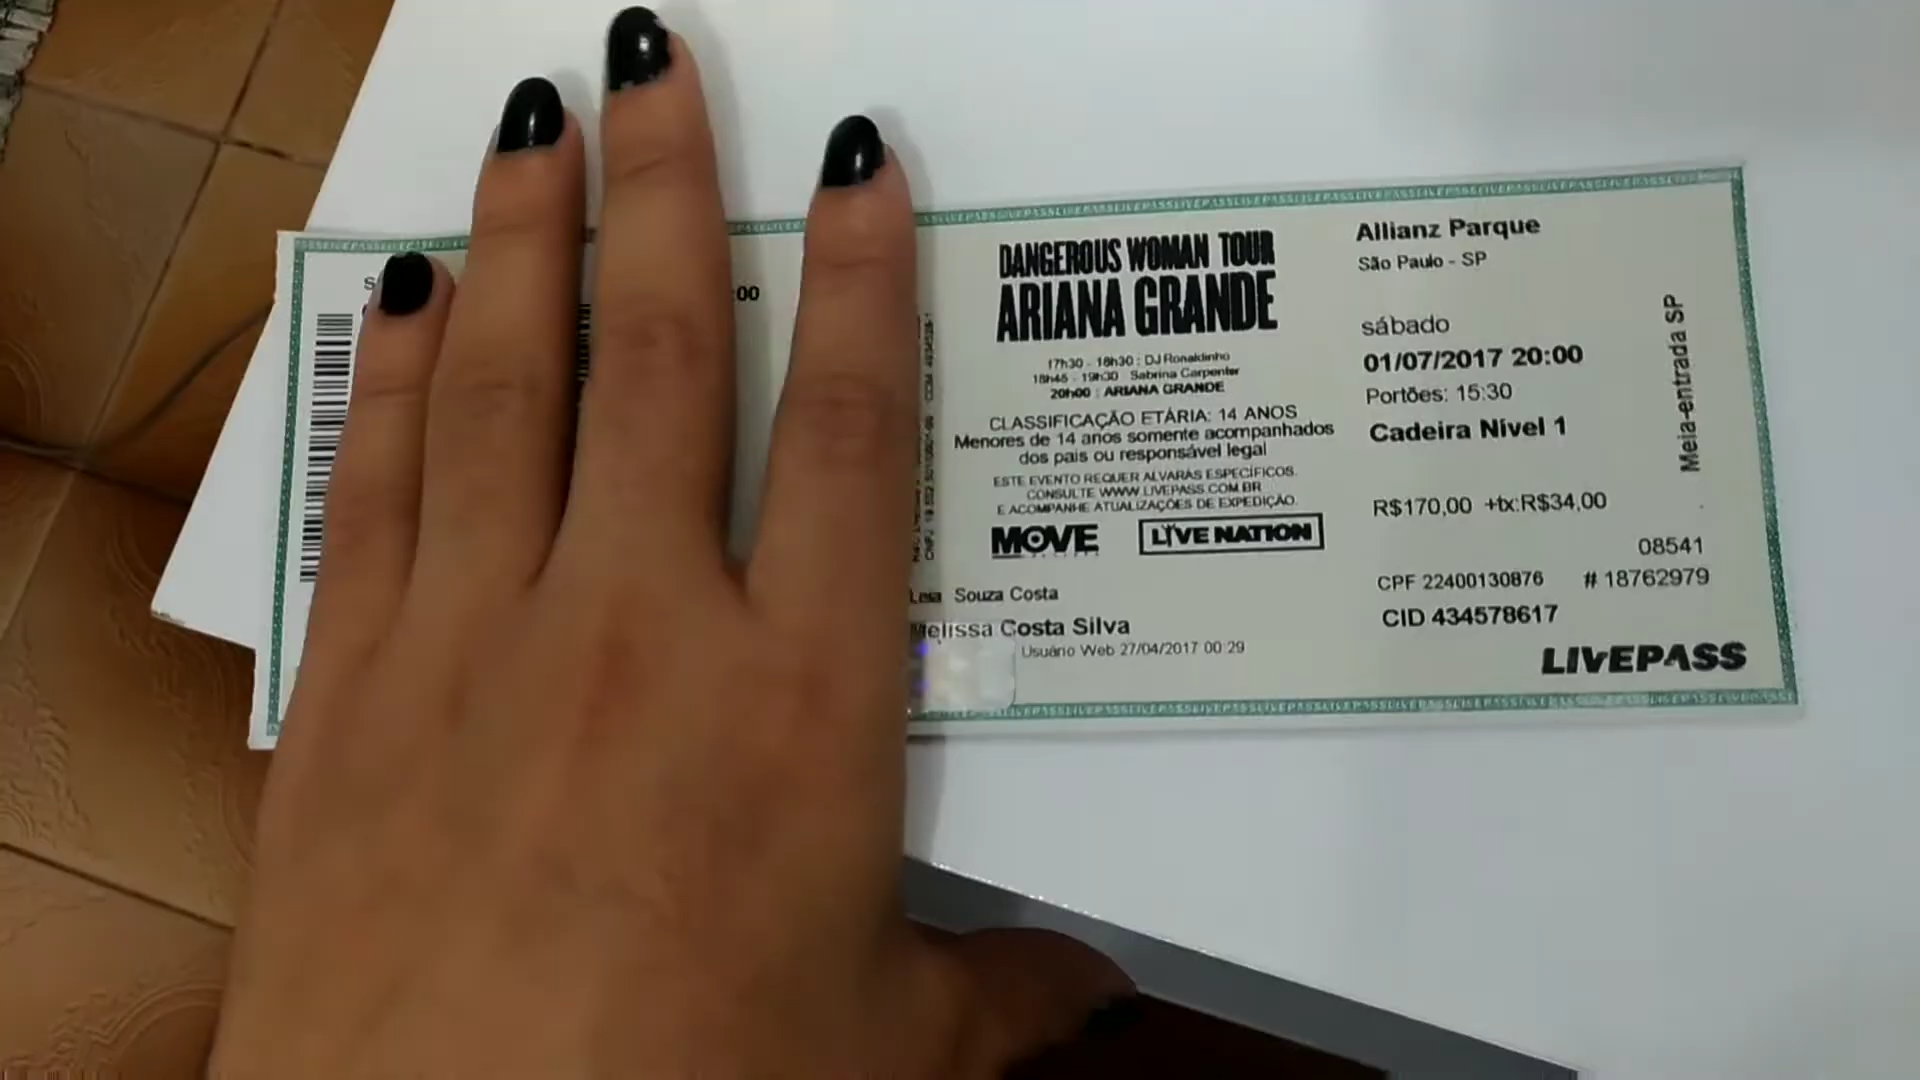 :00
DANGEROUS WOMAN TOUR
ARIANA GRANDE
17h30 - 18h30 : DJ Ronaldinho
18h45 - 19h30 Sabrina Carpenter
20h00 : ARIANA GRANDE
CLASSIFICAÇÃO ETÁRIA: 14 ANOS
Menores de 14 anos somente acompanhados
dos pais ou responsável legal
ESTE EVENTO REQUER ALVARÁS ESPECÍFICOS.
CONSULTE WWW.LIVEPASS.COM.BR
E ACOMPANHE ATUALIZAÇÕES DE EXPEDIÇÃO.
MOVE
LIVE NATION
Leia Souza Costa
Melissa Costa Silva
Usuário Web 27/04/2017 00:29
Allianz Parque
São Paulo - SP
sábado
01/07/2017 20:00
Portões: 15:30
Cadeira Nível 1
R$170,00 +tx:R$34,00
08541
CPF 22400130876 # 18762979
CID 434578617
LIVEPASS
Meia-entrada SP